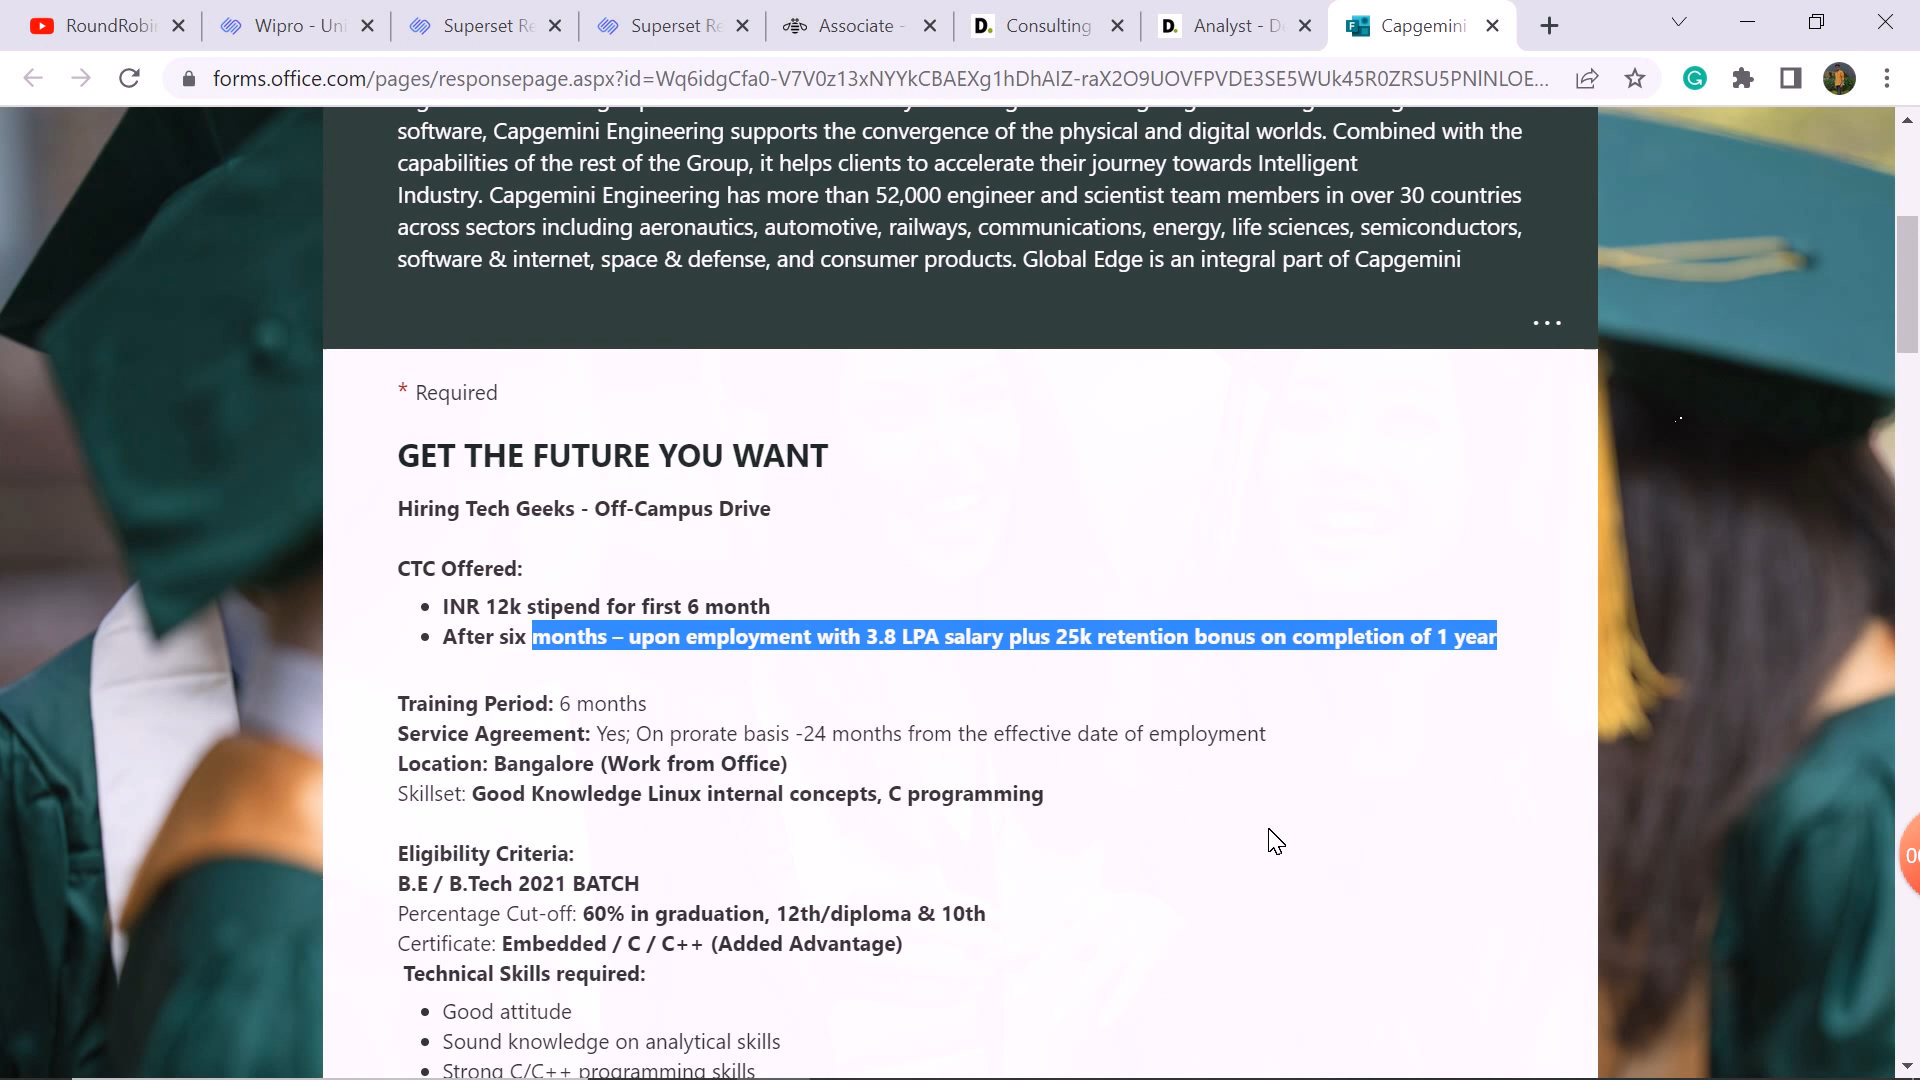 RoundRobi
Wipro - Uni
Superset Re
Superset Re
Associate -
Consulting
Analyst - De
Capgemini
forms.office.com/pages/responsepage.aspx?id=Wq6idgCfa0-V7V0z13xNYYkCBAEXg1hDhAIZ-raX2O9UOVFPVDE3SE5WUk45R0ZRSU5PNlNLOE...
software, Capgemini Engineering supports the convergence of the physical and digital worlds. Combined with the
capabilities of the rest of the Group, it helps clients to accelerate their journey towards Intelligent
Industry. Capgemini Engineering has more than 52,000 engineer and scientist team members in over 30 countries
across sectors including aeronautics, automotive, railways, communications, energy, life sciences, semiconductors,
software & internet, space & defense, and consumer products. Global Edge is an integral part of Capgemini
...
* Required
GET THE FUTURE YOU WANT
Hiring Tech Geeks - Off-Campus Drive
CTC Offered:
• INR 12k stipend for first 6 month
• After six months – upon employment with 3.8 LPA salary plus 25k retention bonus on completion of 1 year
Training Period: 6 months
Service Agreement: Yes; On prorate basis -24 months from the effective date of employment
Location: Bangalore (Work from Office)
Skillset: Good Knowledge Linux internal concepts, C programming
Eligibility Criteria:
B.E / B.Tech 2021 BATCH
Percentage Cut-off: 60% in graduation, 12th/diploma & 10th
Certificate: Embedded / C / C++ (Added Advantage)
Technical Skills required:
• Good attitude
• Sound knowledge on analytical skills
• Strong C/C++ programming skills